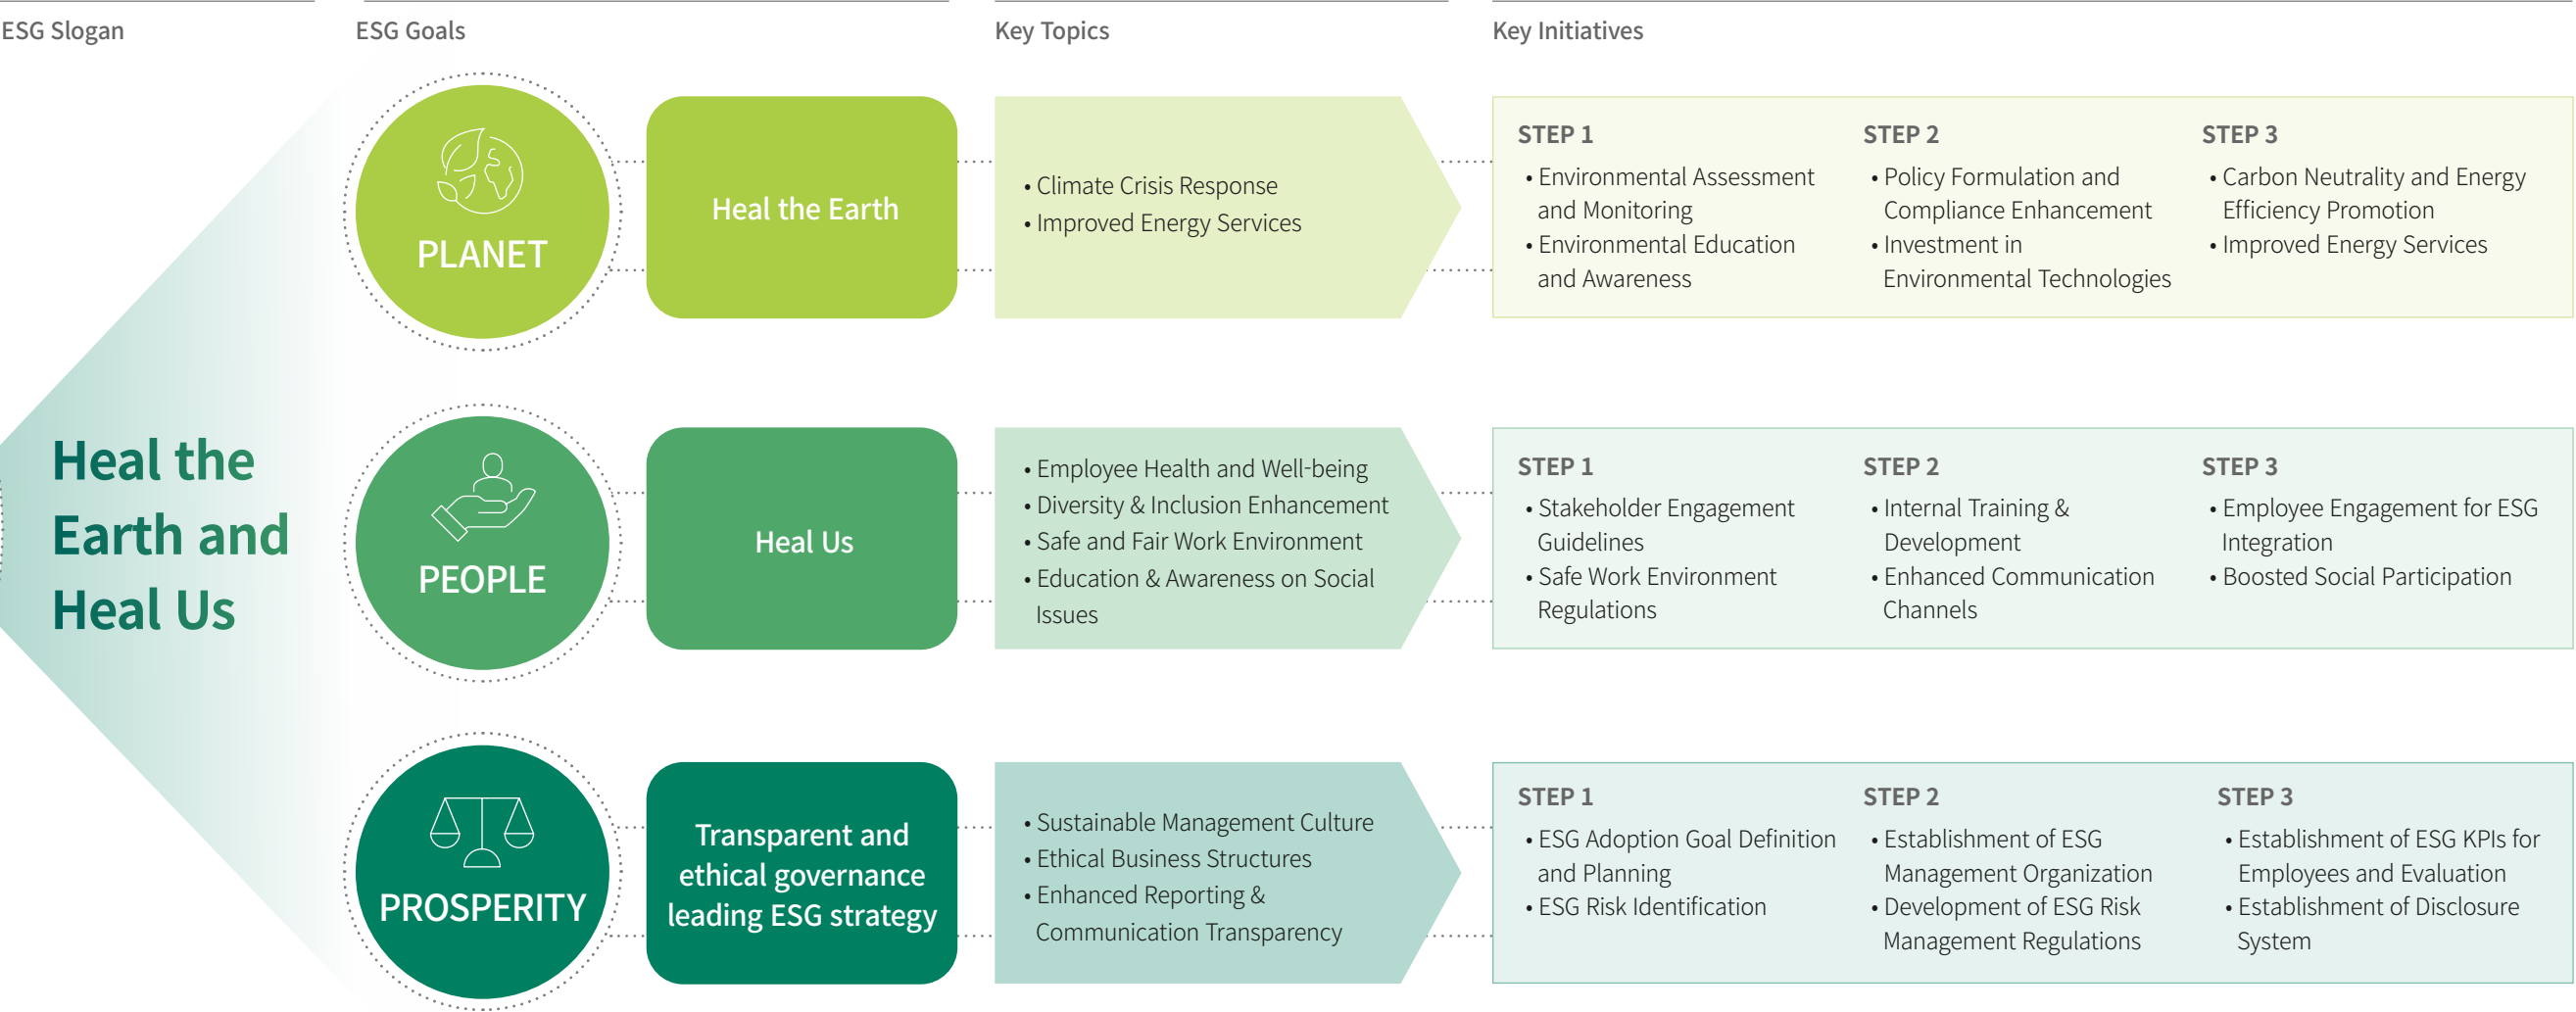 ESG Slogan
ESG Goals
Key Topics
Key Initiatives
Heal the
Earth and
Heal Us
PLANET
Heal the Earth
• Climate Crisis Response
• Improved Energy Services
STEP 1
• Environmental Assessment
and Monitoring
• Environmental Education
and Awareness
STEP 2
• Policy Formulation and
Compliance Enhancement
• Investment in
Environmental Technologies
STEP 3
• Carbon Neutrality and Energy
Efficiency Promotion
• Improved Energy Services
PEOPLE
Heal Us
• Employee Health and Well-being
• Diversity & Inclusion Enhancement
• Safe and Fair Work Environment
• Education & Awareness on Social
Issues
STEP 1
• Stakeholder Engagement
Guidelines
• Safe Work Environment
Regulations
STEP 2
• Internal Training &
Development
• Enhanced Communication
Channels
STEP 3
• Employee Engagement for ESG
Integration
• Boosted Social Participation
PROSPERITY
Transparent and
ethical governance
leading ESG strategy
• Sustainable Management Culture
• Ethical Business Structures
• Enhanced Reporting &
Communication Transparency
STEP 1
• ESG Adoption Goal Definition
and Planning
• ESG Risk Identification
STEP 2
• Establishment of ESG
Management Organization
• Development of ESG Risk
Management Regulations
STEP 3
• Establishment of ESG KPIs for
Employees and Evaluation
• Establishment of Disclosure
System